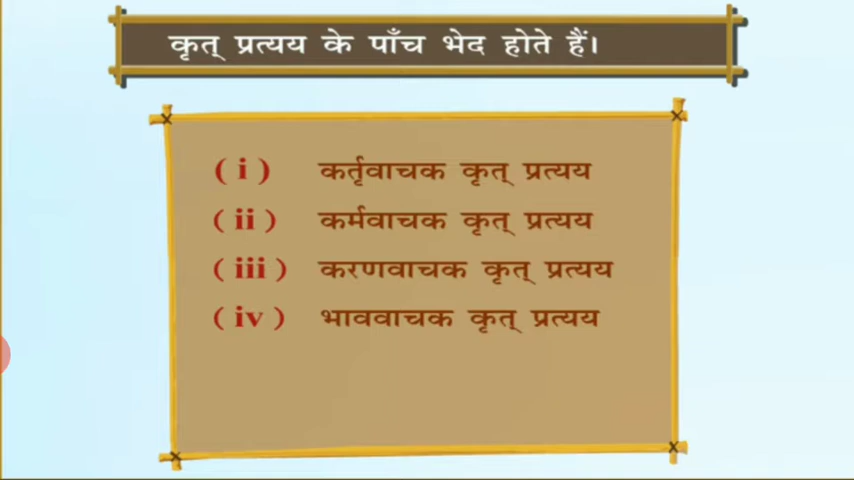 कृत् प्रत्यय के पाँच भेद होते हैं।
( i ) कर्तृवाचक कृत् प्रत्यय
( ii ) कर्मवाचक कृत् प्रत्यय
( iii ) करणवाचक कृत् प्रत्यय
( iv ) भाववाचक कृत् प्रत्यय